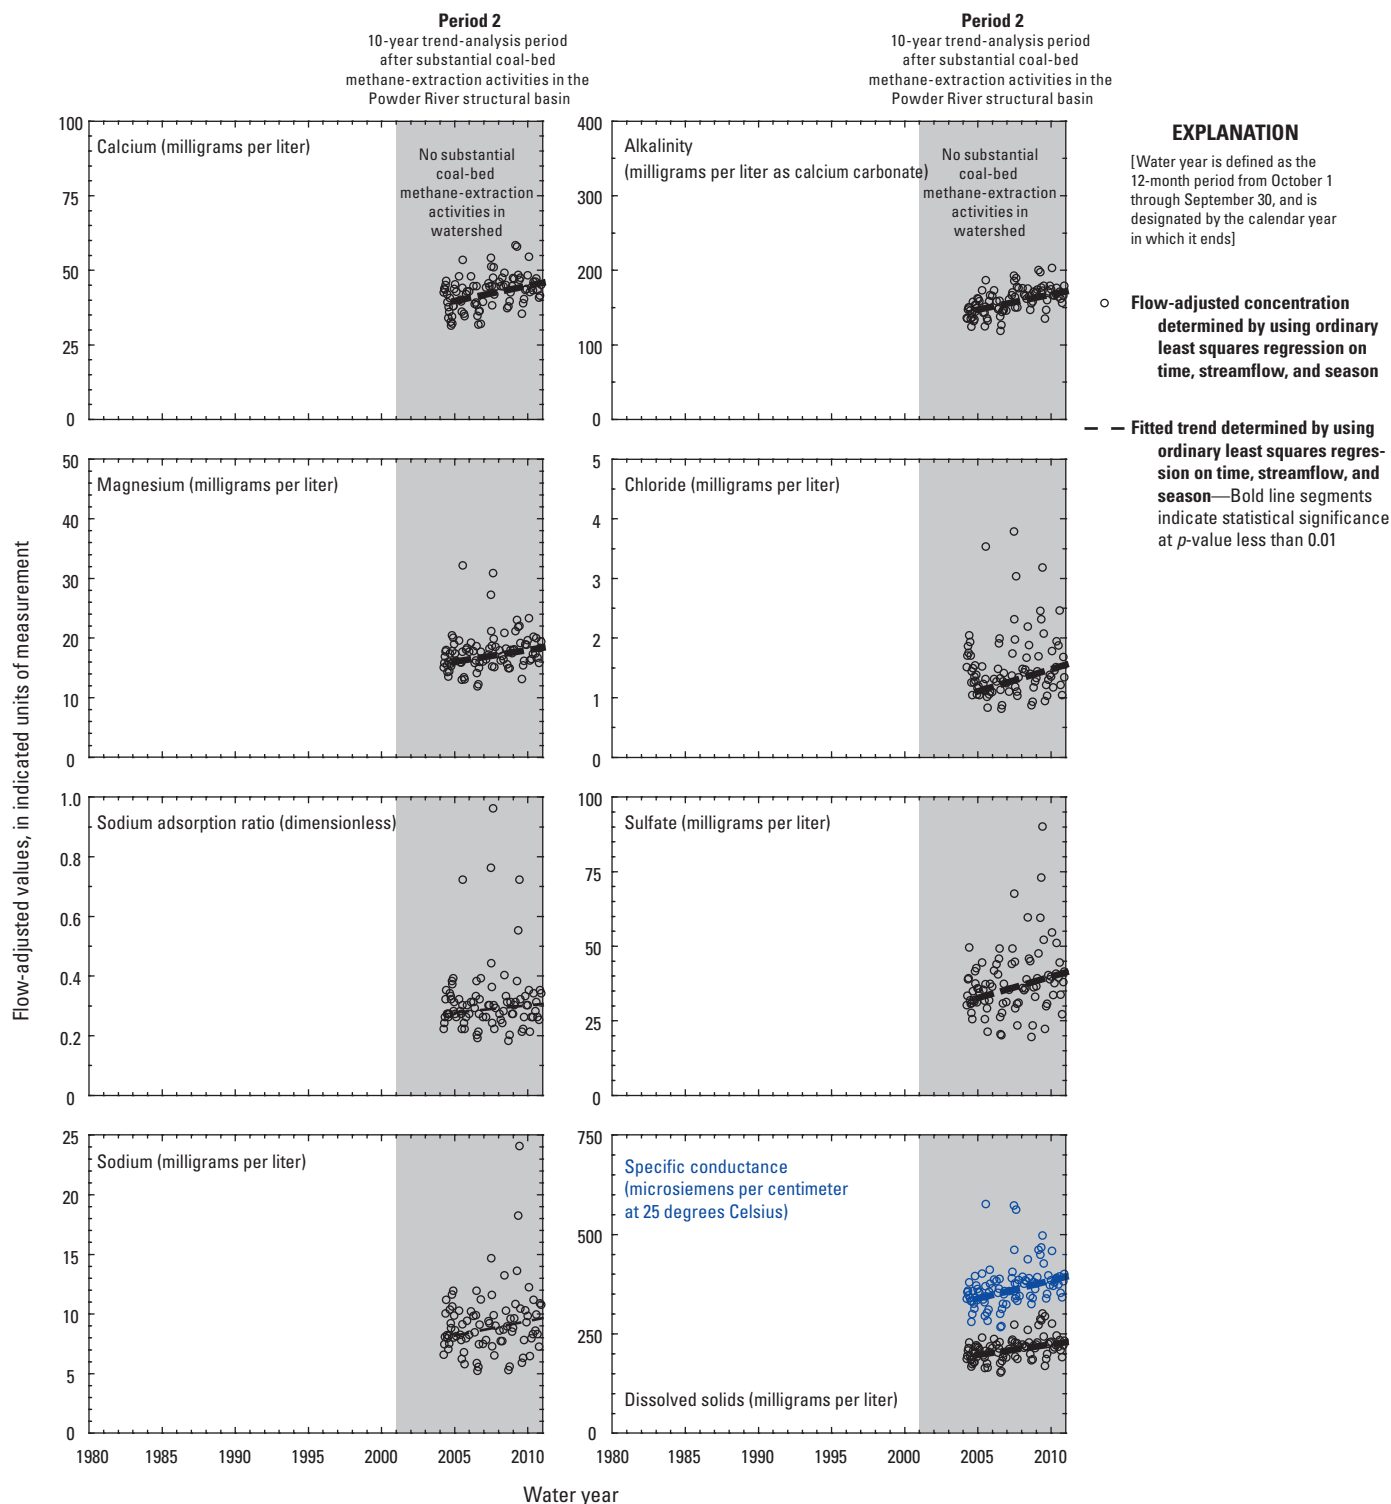 Period 2
10-year trend-analysis period
after substantial coal-bed
methane-extraction activities in the
Powder River structural basin
Period 2
10-year trend-analysis period
after substantial coal-bed
methane-extraction activities in the
Powder River structural basin
100
75
50
25
0
Calcium (milligrams per liter)
No substantial
coal-bed
methane-extraction
activities in
watershed
400
300
200
100
0
Alkalinity
(milligrams per liter as calcium carbonate)
No substantial
coal-bed
methane-extraction
activities in
watershed
50
40
30
20
10
0
Magnesium (milligrams per liter)
5
4
3
2
1
0
Chloride (milligrams per liter)
1.0
0.8
0.6
0.4
0.2
0
Sodium adsorption ratio (dimensionless)
100
75
50
25
0
Sulfate (milligrams per liter)
25
20
15
10
5
0
Sodium (milligrams per liter)
1980 1985 1990 1995 2000 2005 2010
750
500
250
0
Specific conductance
(microsiemens per centimeter
at 25 degrees Celsius)
Dissolved solids (milligrams per liter)
1980 1985 1990 1995 2000 2005 2010
Flow-adjusted values, in indicated units of measurement
Water year
EXPLANATION
[Water year is defined as the
12-month period from October 1
through September 30, and is
designated by the calendar year
in which it ends]
Flow-adjusted concentration
determined by using ordinary
least squares regression on
time, streamflow, and season
Fitted trend determined by using
ordinary least squares regres-
sion on time, streamflow, and
season—Bold line segments
indicate statistical significance
at p-value less than 0.01